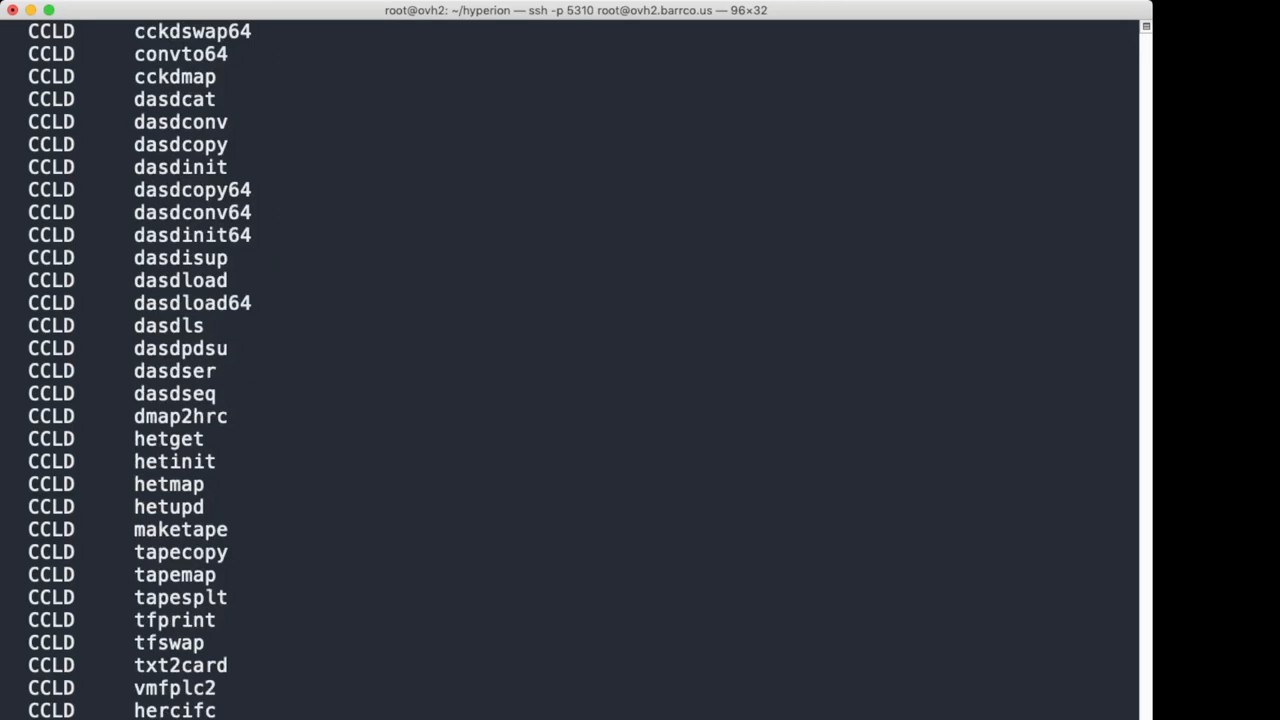 root@ovh2: ~/hyperion — ssh -p 5310 root@ovh2.barrco.us — 96×32
CCLD cckdswap64
CCLD convto64
CCLD cckdmap
CCLD dasdcat
CCLD dasdconv
CCLD dasdcopy
CCLD dasdinit
CCLD dasdcopy64
CCLD dasdconv64
CCLD dasdinit64
CCLD dasdisup
CCLD dasdload
CCLD dasdload64
CCLD dasdls
CCLD dasdpdsu
CCLD dasdser
CCLD dasdseq
CCLD dmap2hrc
CCLD hetget
CCLD hetinit
CCLD hetmap
CCLD hetupd
CCLD maketape
CCLD tapecopy
CCLD tapemap
CCLD tapesplt
CCLD tfprint
CCLD tfswap
CCLD txt2card
CCLD vmfplc2
CCLD hercifc